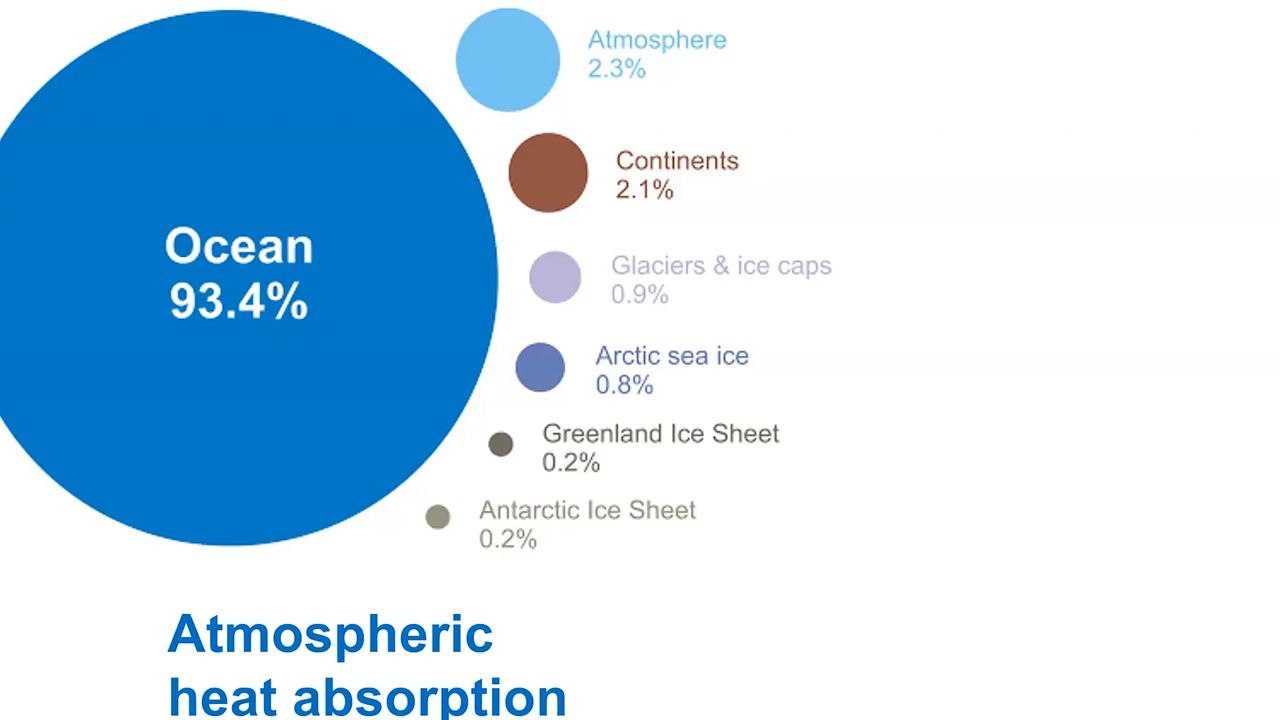 Ocean
93.4%
Atmosphere
2.3%
Continents
2.1%
Glaciers & ice caps
0.9%
Arctic sea ice
0.8%
Greenland Ice Sheet
0.2%
Antarctic Ice Sheet
0.2%
Atmospheric
heat absorption